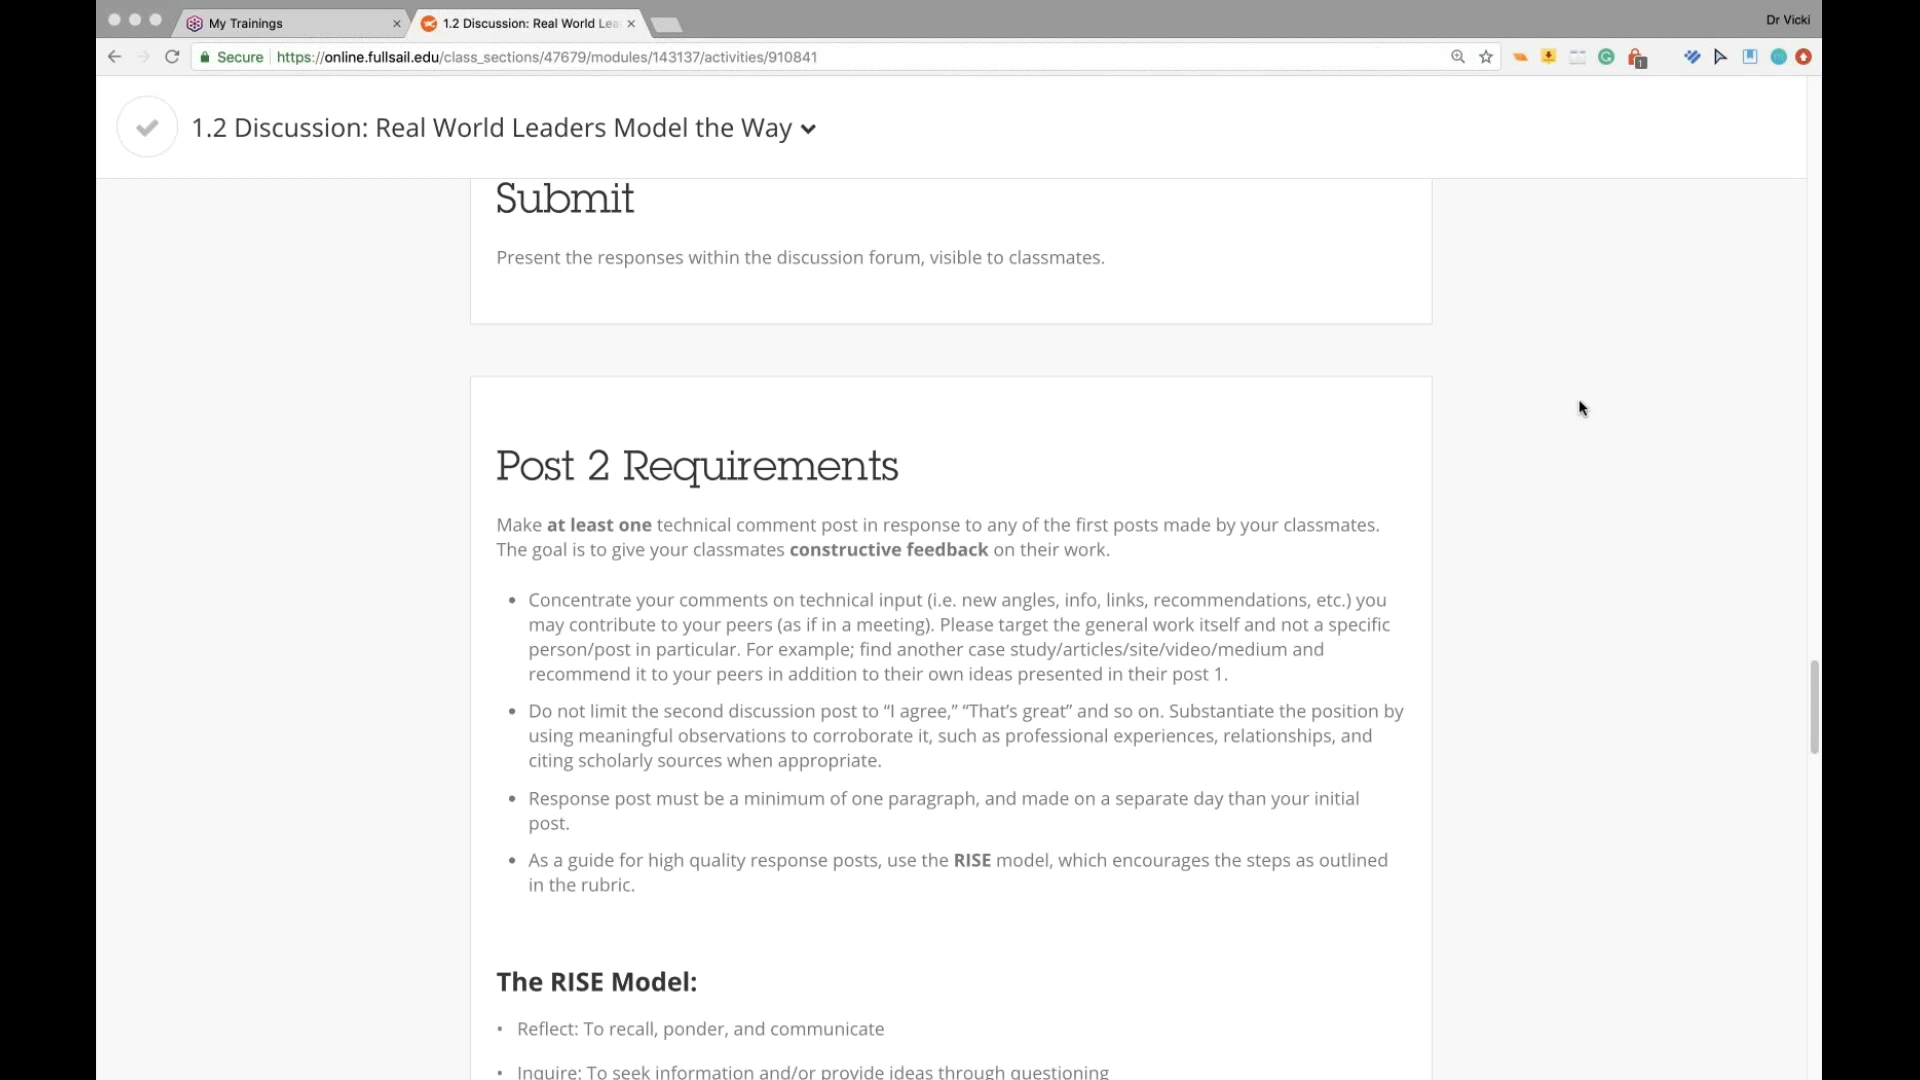 My Trainings
1.2 Discussion: Real World Lea
Dr Vicki
Secure https://online.fullsail.edu/class_sections/47679/modules/143137/activities/910841
1
1.2 Discussion: Real World Leaders Model the Way
Submit
Present the responses within the discussion forum, visible to classmates.
Post 2 Requirements
Make at least one technical comment post in response to any of the first posts made by your classmates.
The goal is to give your classmates constructive feedback on their work.
• Concentrate your comments on technical input (i.e. new angles, info, links, recommendations, etc.) you
may contribute to your peers (as if in a meeting). Please target the general work itself and not a specific
person/post in particular. For example; find another case study/articles/site/video/medium and
recommend it to your peers in addition to their own ideas presented in their post 1.
• Do not limit the second discussion post to “I agree,” “That’s great” and so on. Substantiate the position by
using meaningful observations to corroborate it, such as professional experiences, relationships, and
citing scholarly sources when appropriate.
• Response post must be a minimum of one paragraph, and made on a separate day than your initial
post.
• As a guide for high quality response posts, use the RISE model, which encourages the steps as outlined
in the rubric.
The RISE Model:
• Reflect: To recall, ponder, and communicate
• Inquire: To seek information and/or provide ideas through questioning